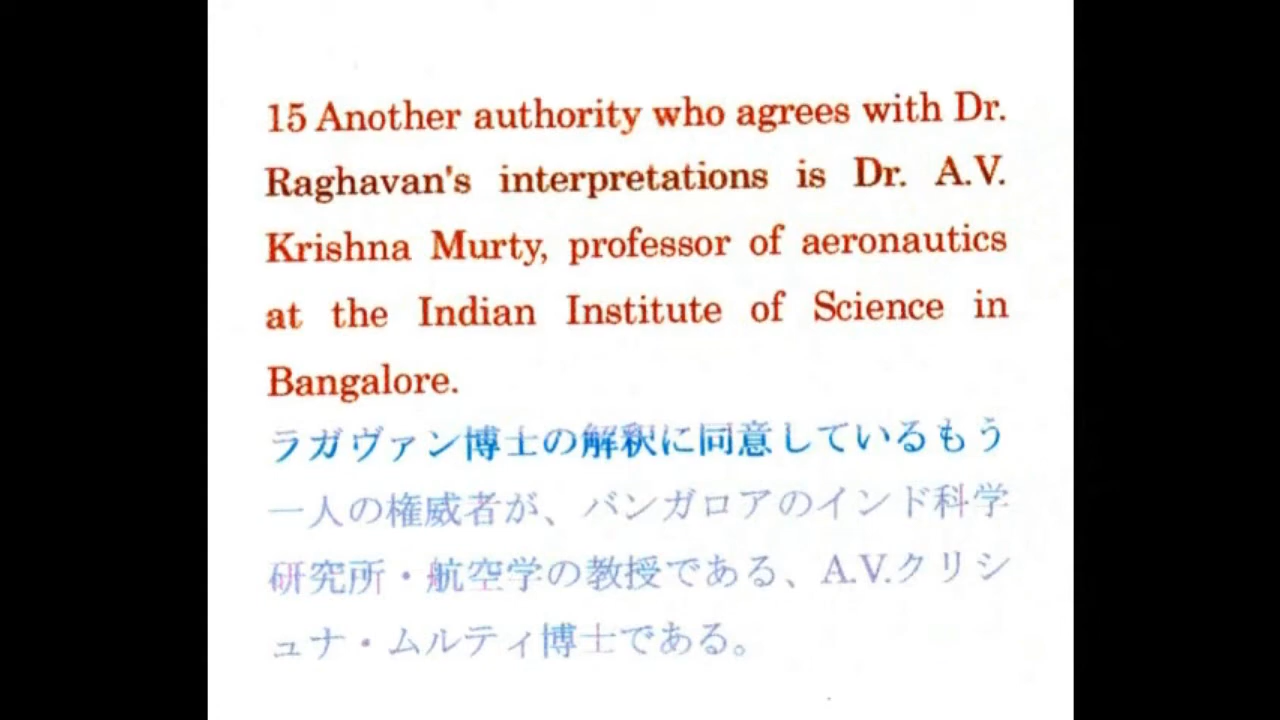 15 Another authority who agrees with Dr.
Raghavan's interpretations is Dr. A.V.
Krishna Murty, professor of aeronautics
at the Indian Institute of Science in
Bangalore.
ラガヴァン博士の解釈に同意しているもう
一人の権威者が、バンガロアのインド科学
研究所・航空学の教授である、A.V.クリシ
ュナ・ムルティ博士である。